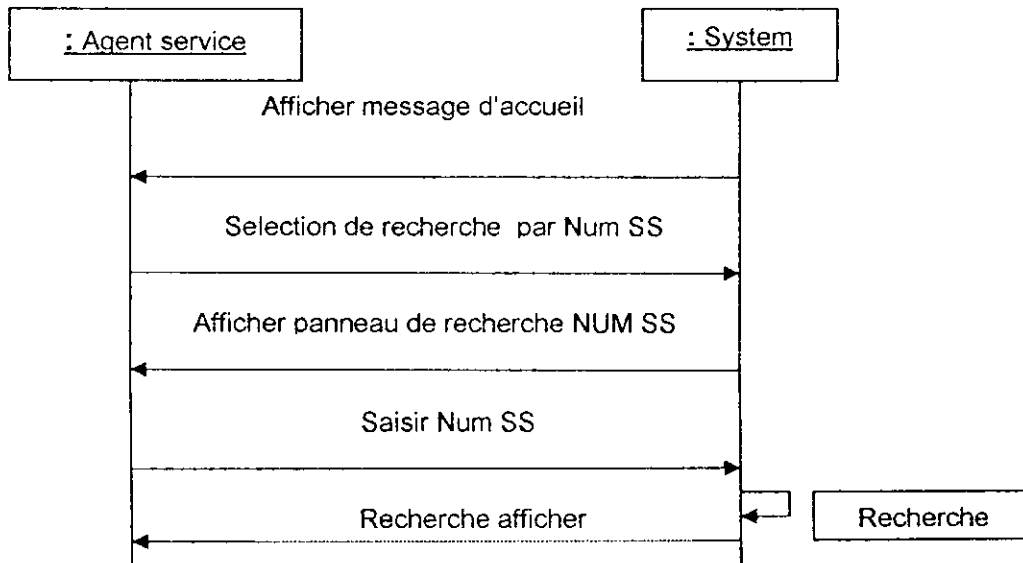 : Agent service
: System
Afficher message d'accueil
Selection de recherche par Num SS
Afficher panneau de recherche NUM SS
Saisir Num SS
Recherche afficher
Recherche